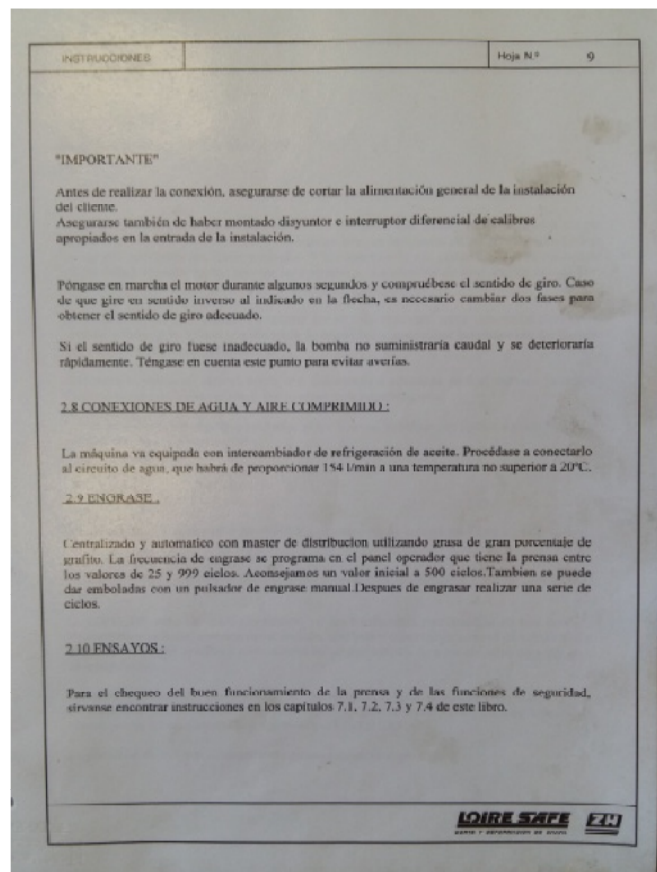 INSTRUCCIONES
Hoja N.º 9
"IMPORTANTE"
Antes de realizar la conexión, asegurarse de cortar la alimentación general de la instalación
del cliente.
Asegurarse también de haber montado disyuntor e interruptor diferencial de calibres
apropiados en la entrada de la instalación.
Póngase en marcha el motor durante algunos segundos y compruébese el sentido de giro. Caso
de que gire en sentido inverso al indicado en la flecha, es necesario cambiar dos fases para
obtener el sentido de giro adecuado.
Si el sentido de giro fuese inadecuado, la bomba no suministraría caudal y se deterioraría
rápidamente. Téngase en cuenta este punto para evitar averías.
2.8 CONEXIONES DE AGUA Y AIRE COMPRIMIDO :
La máquina va equipada con intercambiador de refrigeración de aceite. Procédase a conectarlo
al circuito de agua, que habrá de proporcionar 154 l/min a una temperatura no superior a 20°C.
2.9 ENGRASE .
Centralizado y automatico con master de distribucion utilizando grasa de gran porcentaje de
grafito. La frecuencia de engrase se programa en el panel operador que tiene la prensa entre
los valores de 25 y 999 ciclos. Aconsejamos un valor inicial a 500 ciclos.Tambien se puede
dar emboladas con un pulsador de engrase manual.Despues de engrasar realizar una serie de
ciclos.
2.10 ENSAYOS :
Para el chequeo del buen funcionamiento de la prensa y de las funciones de seguridad,
sírvanse encontrar instrucciones en los capítulos 7.1, 7.2, 7.3 y 7.4 de este libro.
LOIRE SAFE